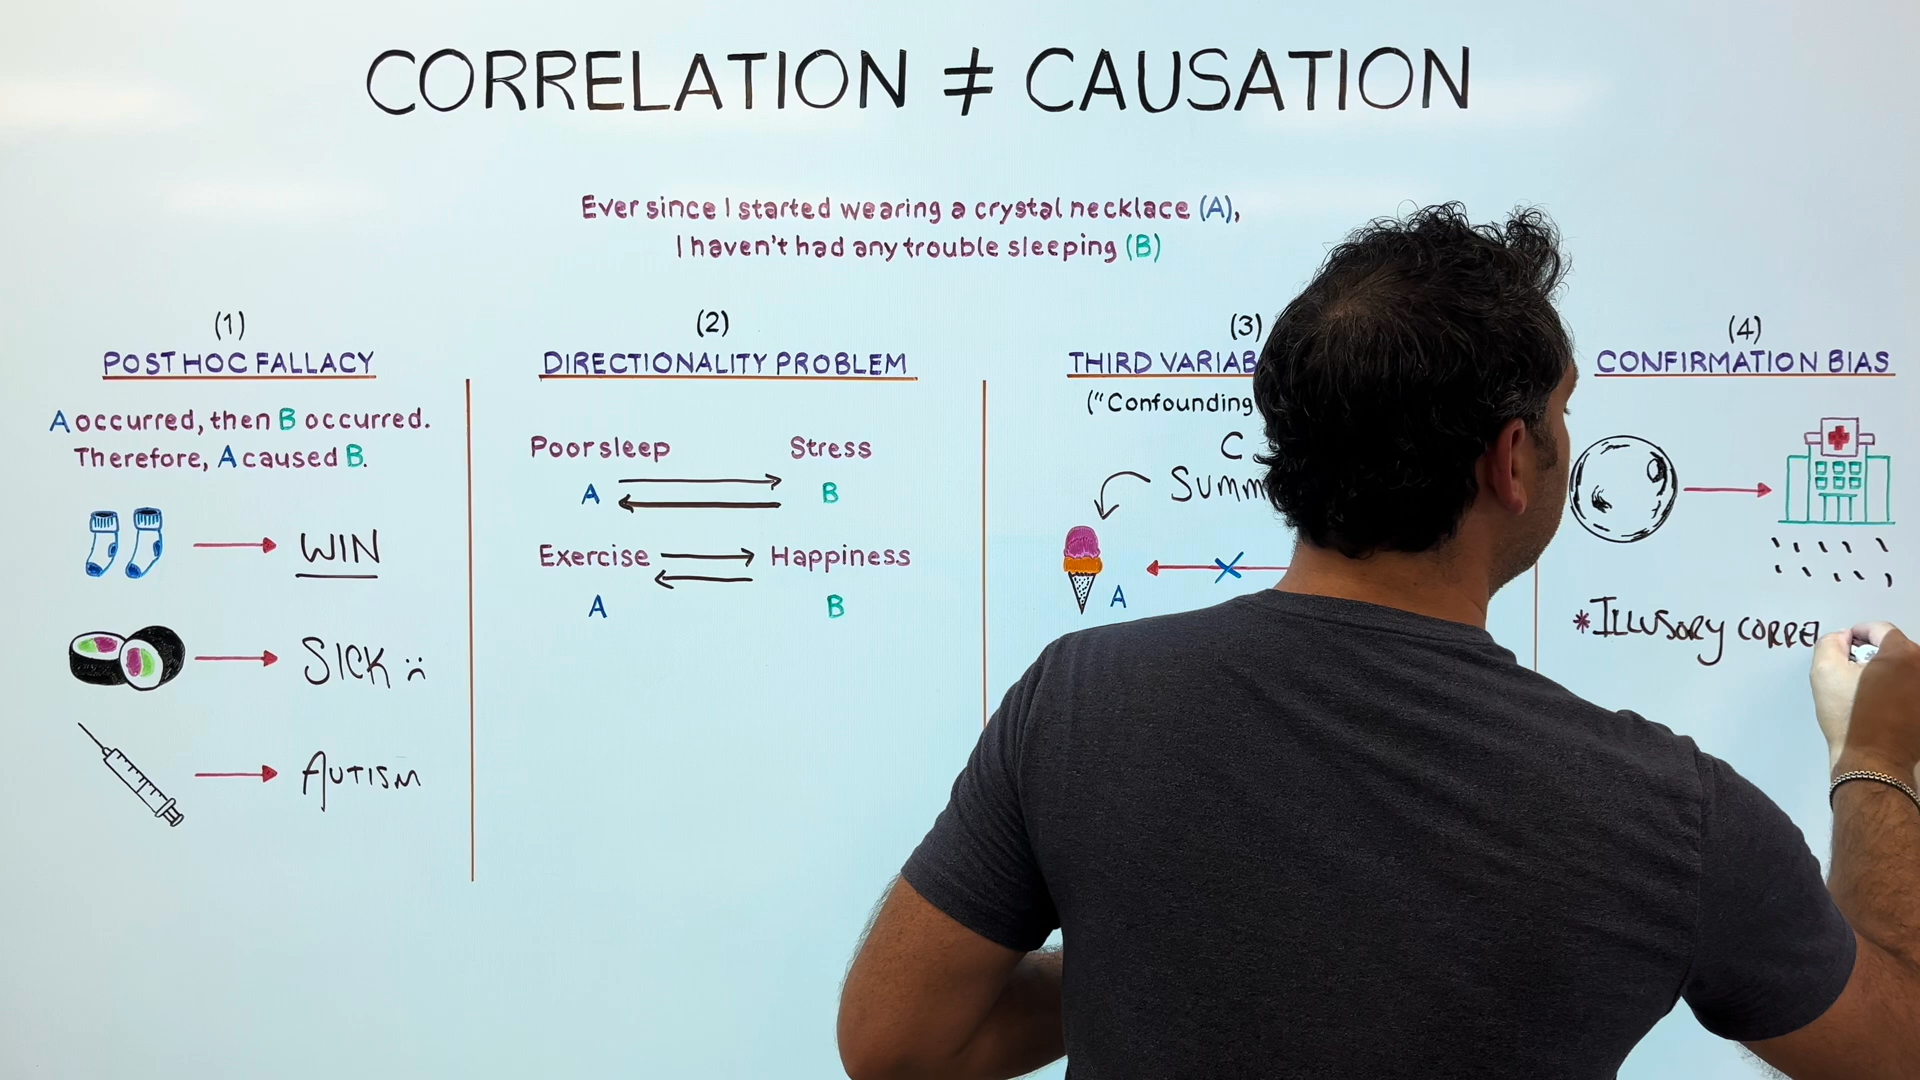 CORRELATION ≠ CAUSATION
Ever since I started wearing a crystal necklace (A),
I haven't had any trouble sleeping (B)
(1)
POST HOC FALLACY
A occurred, then B occurred.
Therefore, A caused B.
WIN
SICK :(
AUTISM
(2)
DIRECTIONALITY PROBLEM
Poor sleep
Stress
A
B
Exercise
Happiness
A
B
(3)
THIRD
("Confounding
C
A
(4)
CONFIRMATION BIAS
*ILLUSORY